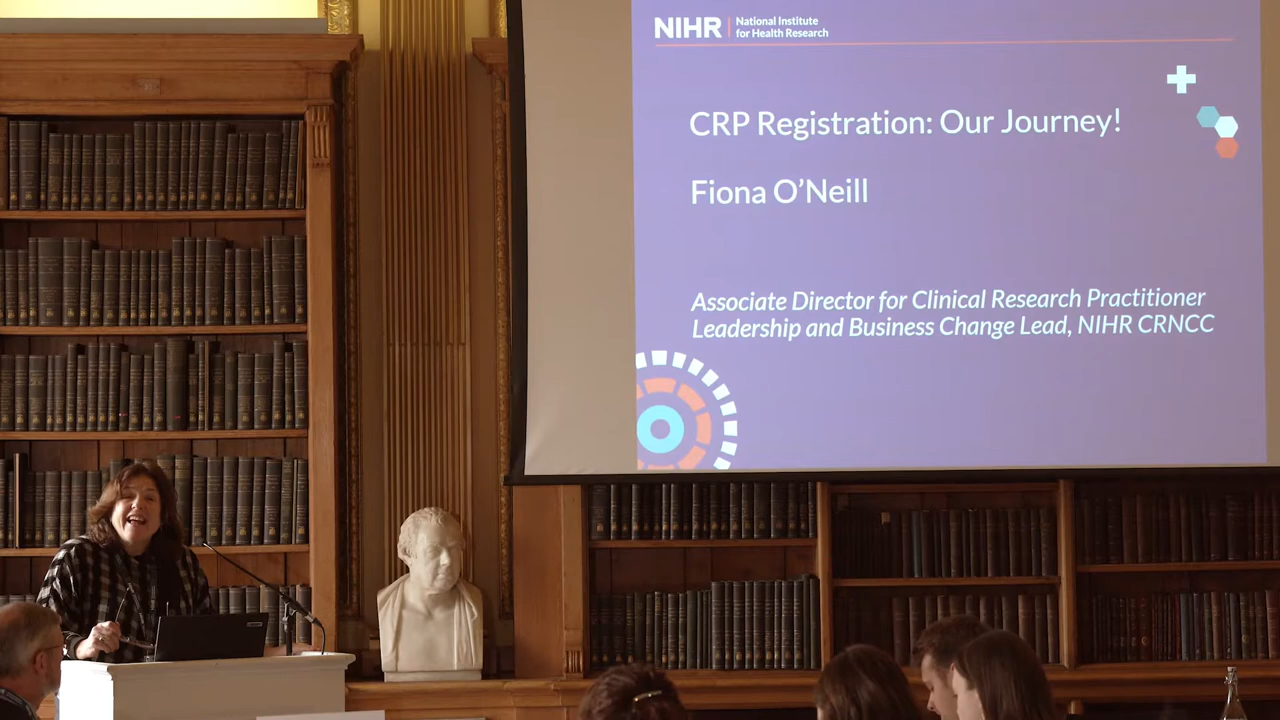 NIHR
National Institute
for Health Research
CRP Registration: Our Journey!
Fiona O'Neill
Associate Director for Clinical Research Practitioner
Leadership and Business Change Lead, NIHR CRNCC